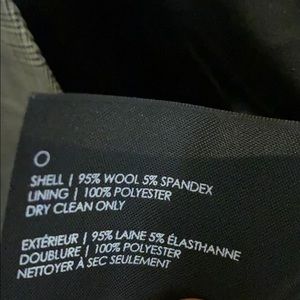 O
SHELL | 95% WOOL 5% SPANDEX
LINING | 100% POLYESTER
DRY CLEAN ONLY
EXTÉRIEUR | 95% LAINE 5% ÉLASTHANNE
DOUBLURE | 100% POLYESTER
NETTOYER À SEC SEULEMENT